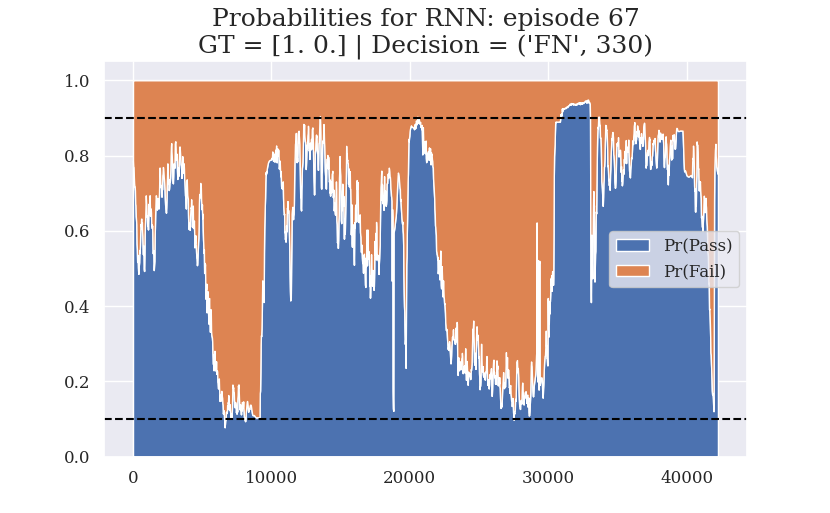 Probabilities for RNN: episode 67
GT = [1. 0.] | Decision = ('FN', 330)
1.0
0.8
0.6
0.4
0.2
0.0
Pr(Pass)
Pr(Fail)
0 10000 20000 30000 40000